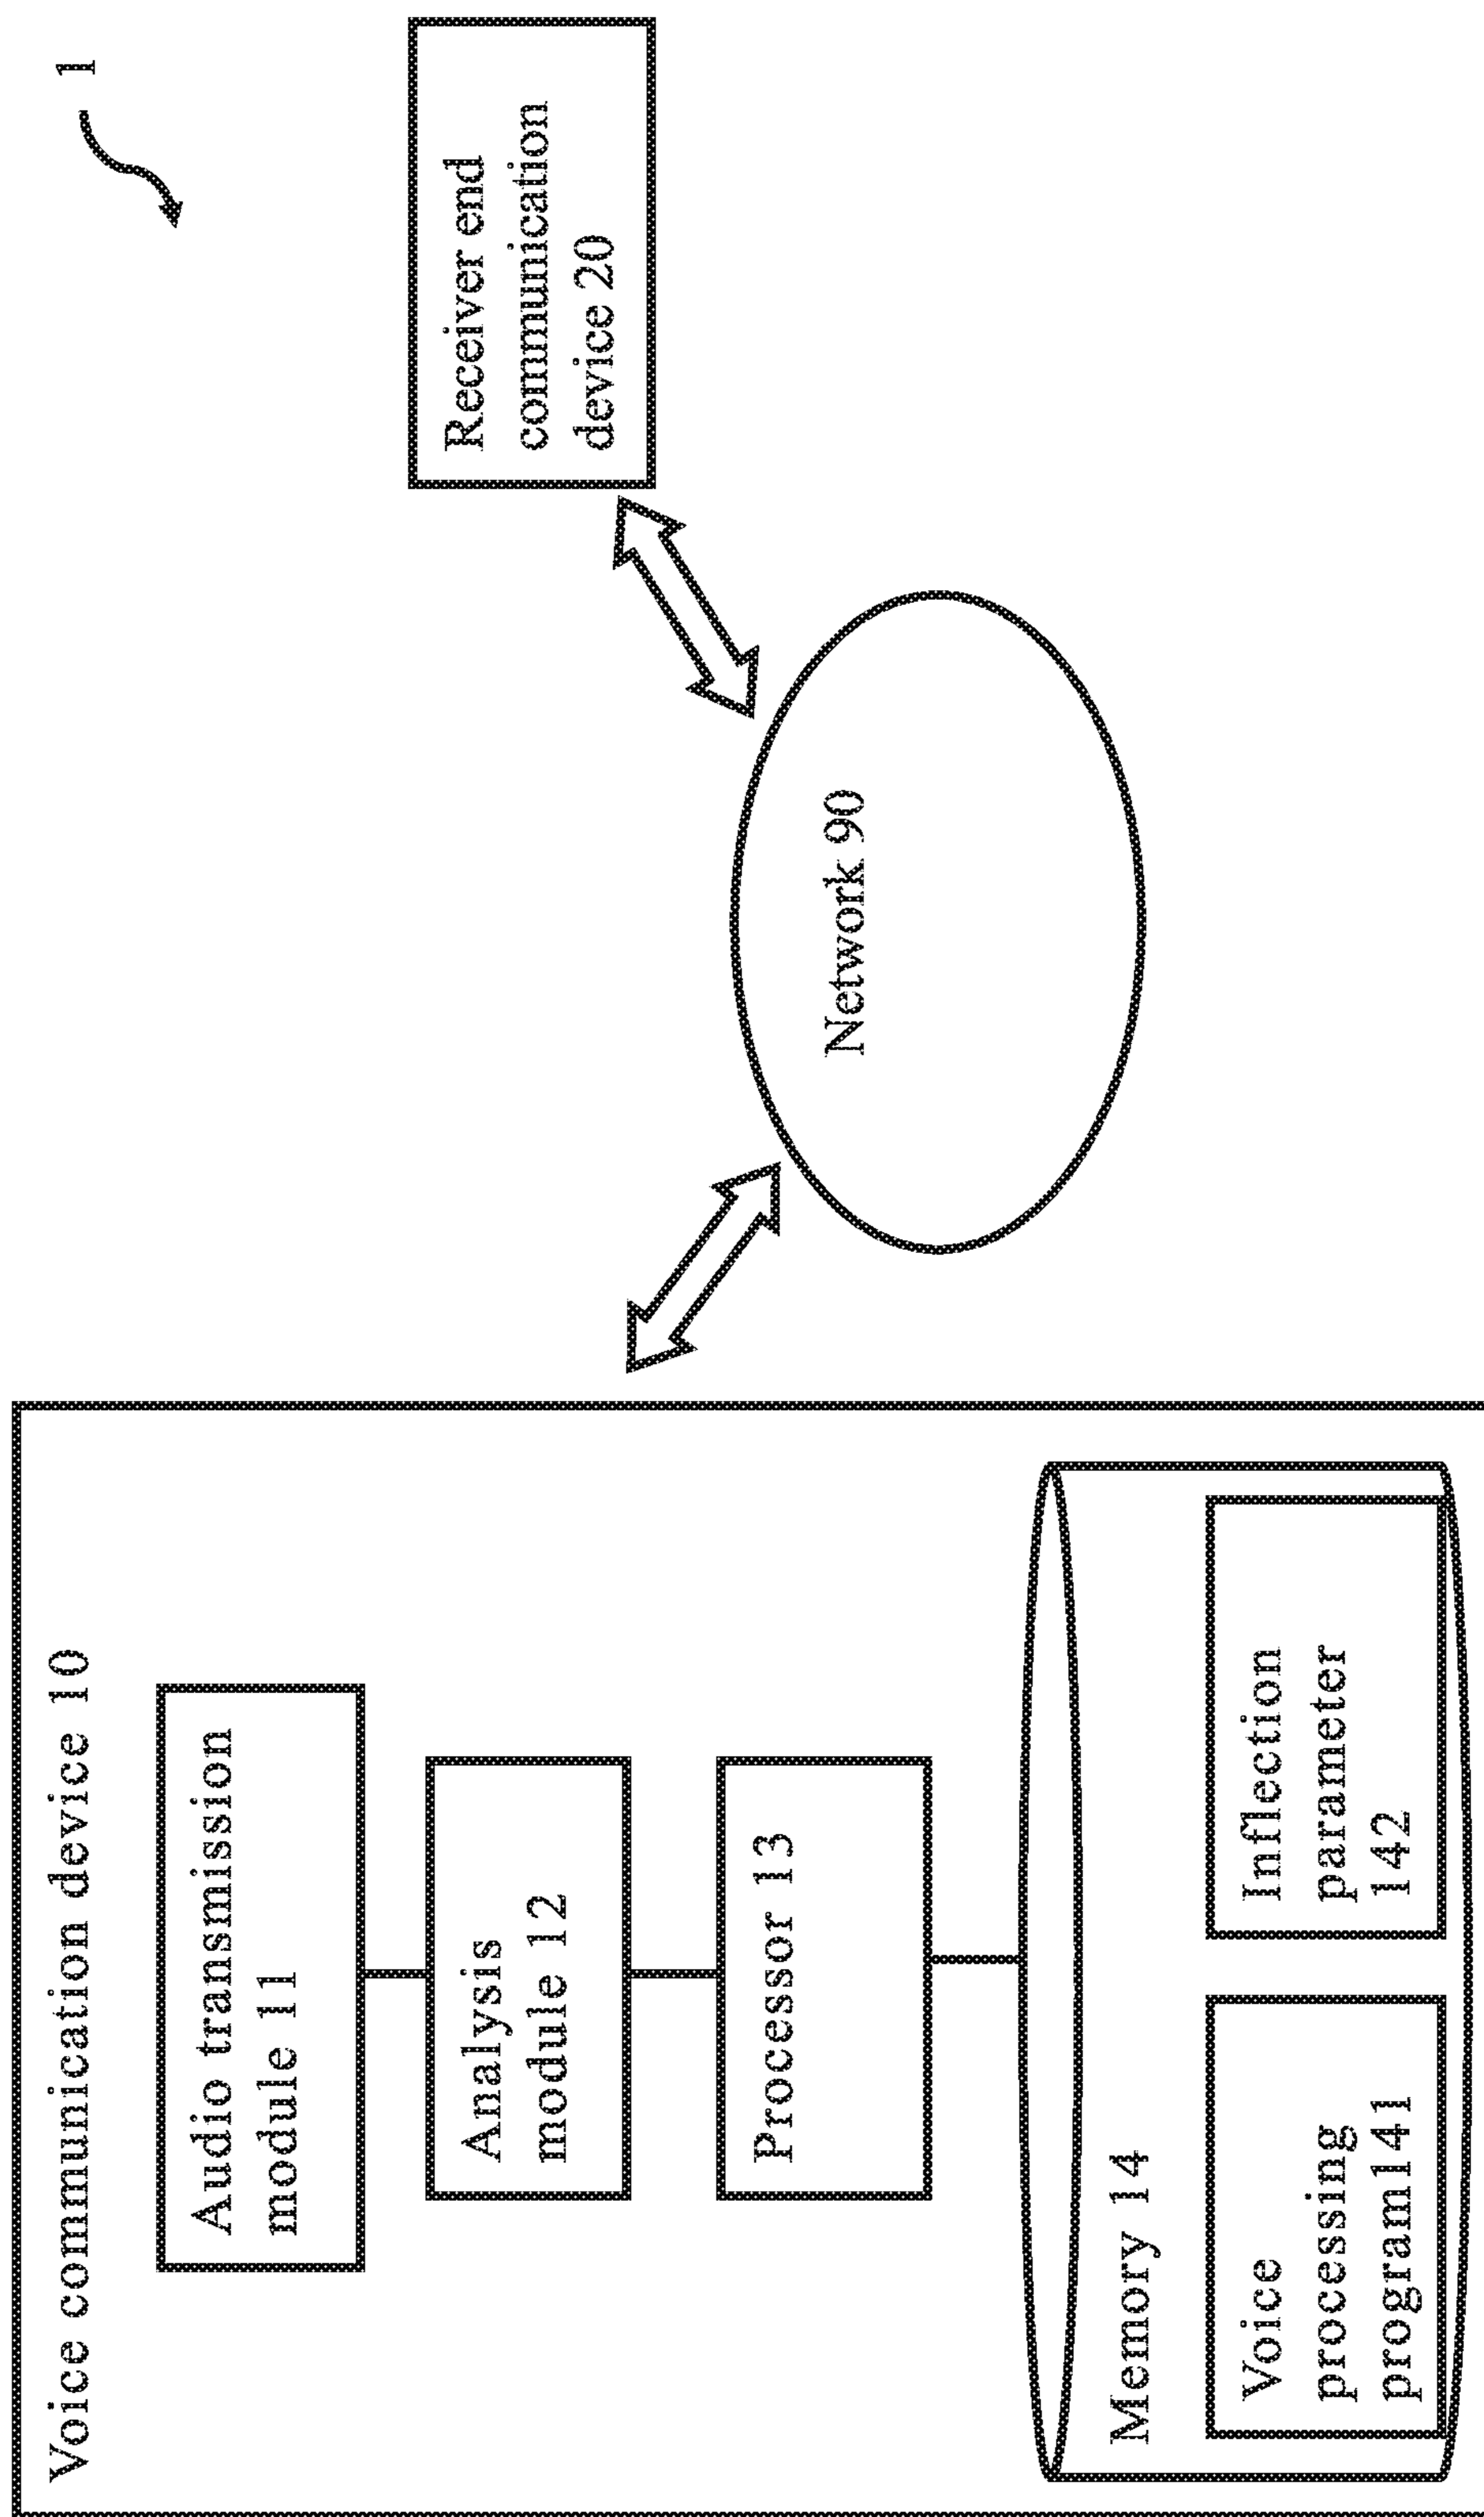 1
Voice communication device 10
Audio transmission
module 11
Analysis
module 12
Processor 13
Memory 14
Voice
processing
program141
Inflection
parameter
142
Network 90
Receiver end
communication
device 20